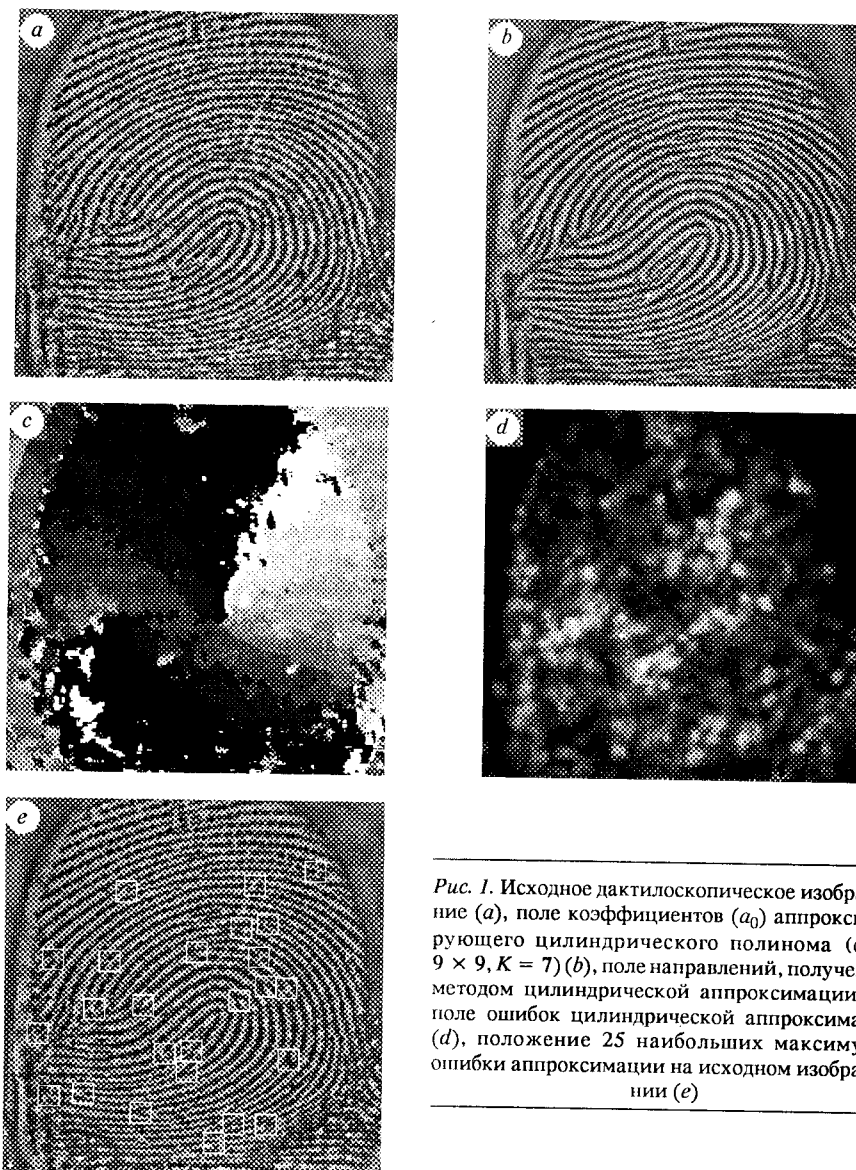 a
b
c
d
e
Рис. 1. Исходное дактилоскопическое изобра
ние (a), поле коэффициентов (a₀) аппрокси
рующего цилиндрического полинома (
9 × 9, K = 7) (b), поле направлений, получе
методом цилиндрической аппроксимации
поле ошибок цилиндрической аппроксима
(d), положение 25 наибольших максиму
ошибки аппроксимации на исходном изобра
нии (e)